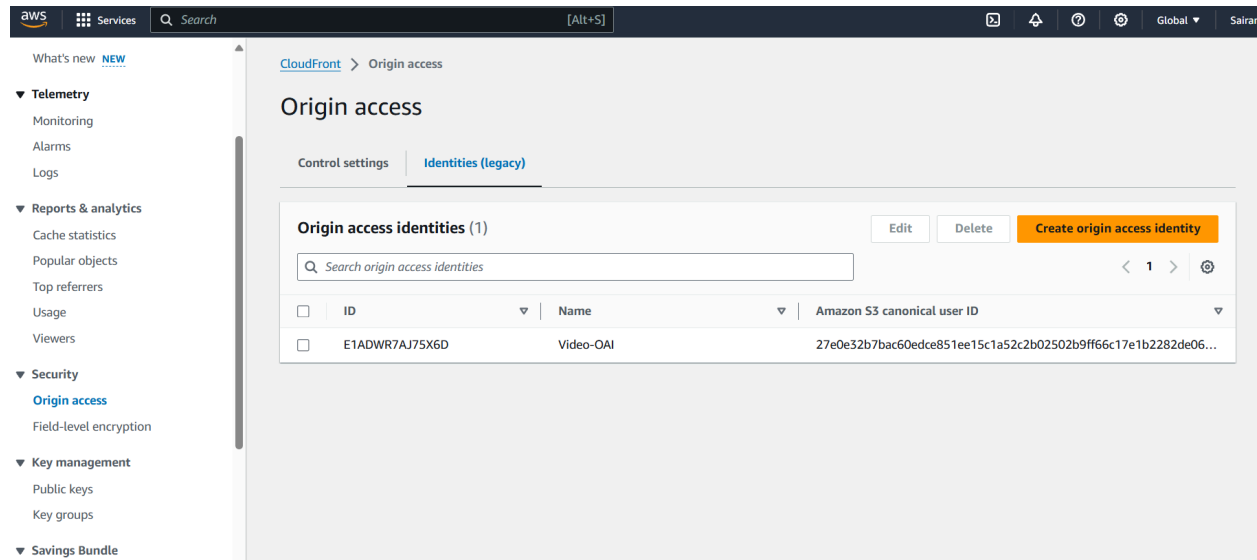 aws Services Search [Alt+S] Global ▼ Sairam
What's new NEW
▼ Telemetry
Monitoring
Alarms
Logs
▼ Reports & analytics
Cache statistics
Popular objects
Top referrers
Usage
Viewers
▼ Security
Origin access
Field-level encryption
▼ Key management
Public keys
Key groups
▼ Savings Bundle
CloudFront > Origin access
Origin access
Control settings Identities (legacy)
Origin access identities (1) Edit Delete Create origin access identity
Search origin access identities < 1 >
ID Name Amazon S3 canonical user ID
E1ADWR7AJ75X6D Video-OAI 27e0e32b7bac60edce851ee15c1a52c2b02502b9ff66c17e1b2282de06...